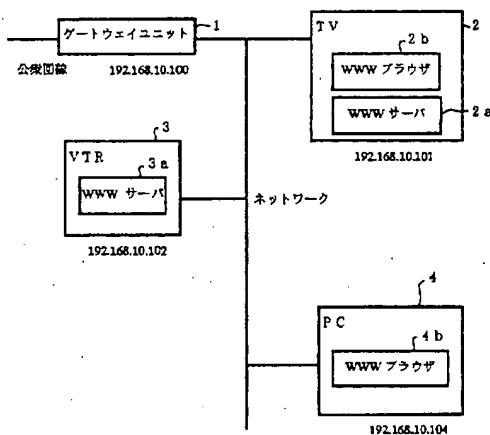 ゲートウェイユニット
1
公衆回線
192.168.10.100
TV
2
2b
WWW ブラウザ
WWW サーバ
2a
192.168.10.101
3
VTR
3a
WWW サーバ
192.168.10.102
ネットワーク
4
PC
4b
WWW ブラウザ
192.168.10.104